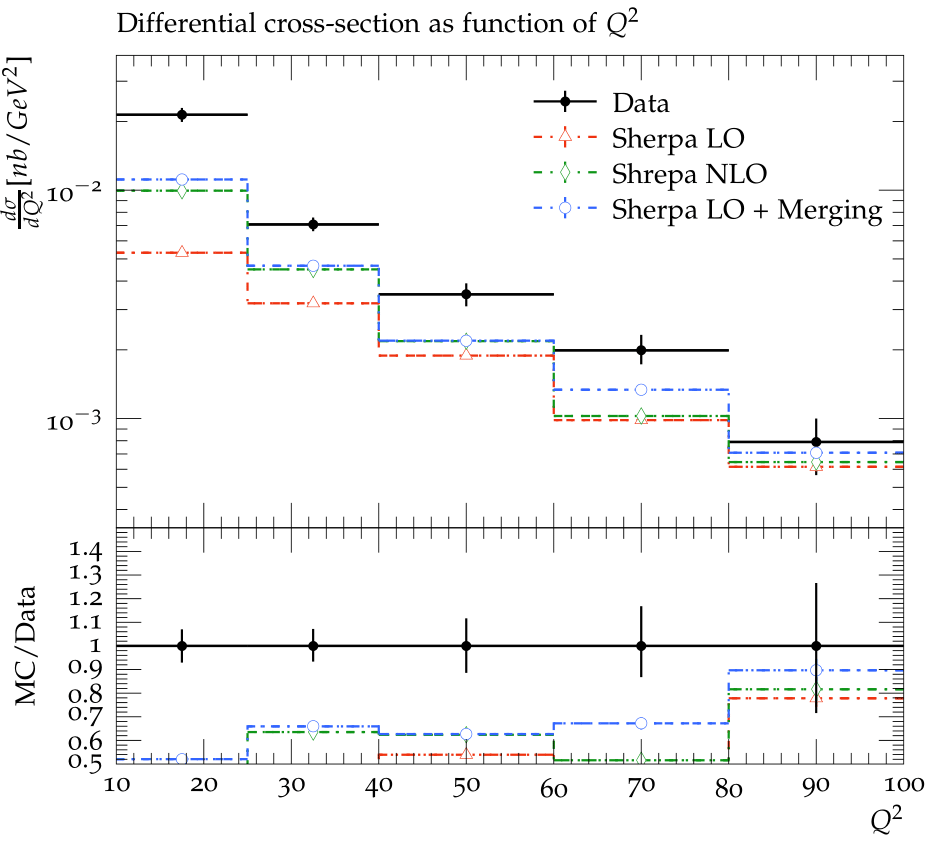 Differential cross-section as function of Q²
dσ/dQ² [nb/GeV²]
10⁻²
10⁻³
Data
Sherpa LO
Shrepa NLO
Sherpa LO + Merging
MC/Data
1.4
1.3
1.2
1.1
1
0.9
0.8
0.7
0.6
0.5
10 20 30 40 50 60 70 80 90 100
Q²